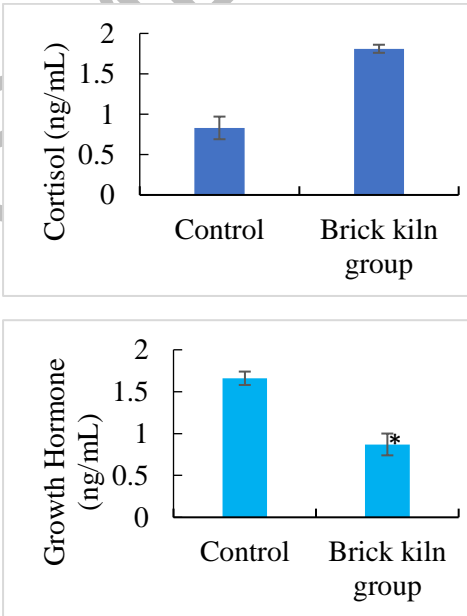 Cortisol (ng/mL)
2
1.5
1
0.5
0
Control
Brick kiln
group
Growth Hormone
(ng/mL)
2
1.5
1
0.5
0
*
Control
Brick kiln
group